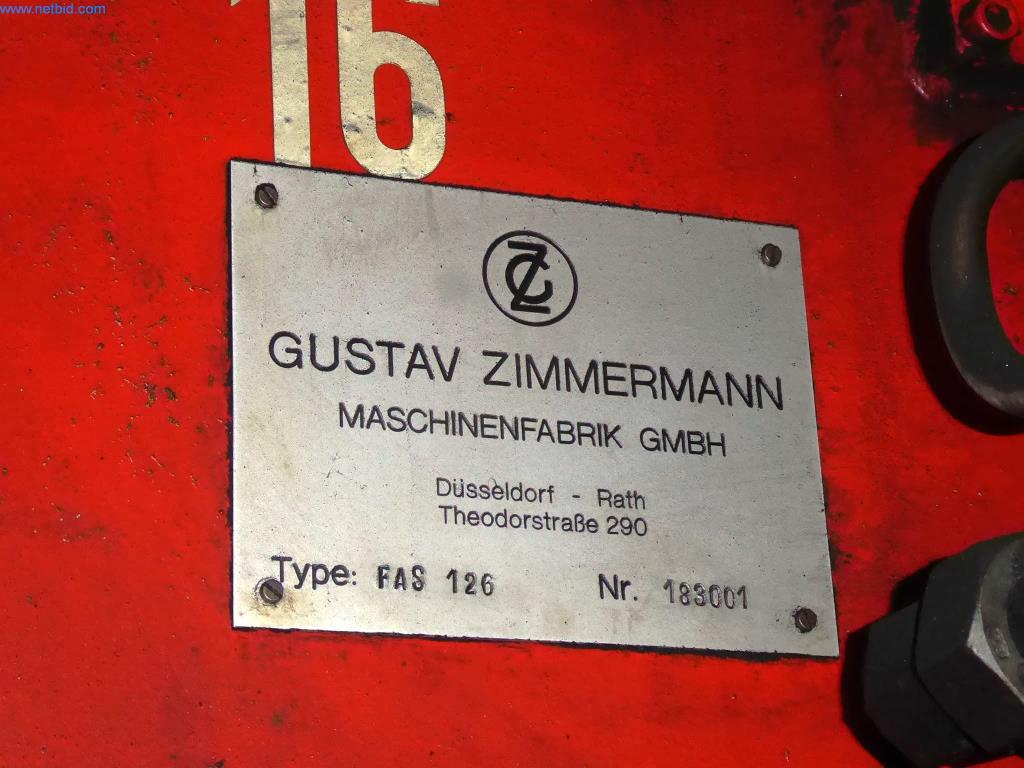 www.netbid.com
16
GUSTAV ZIMMERMANN
MASCHINENFABRIK GMBH
Düsseldorf - Rath
Theodorstraße 290
Type: FAS 126 Nr. 183001